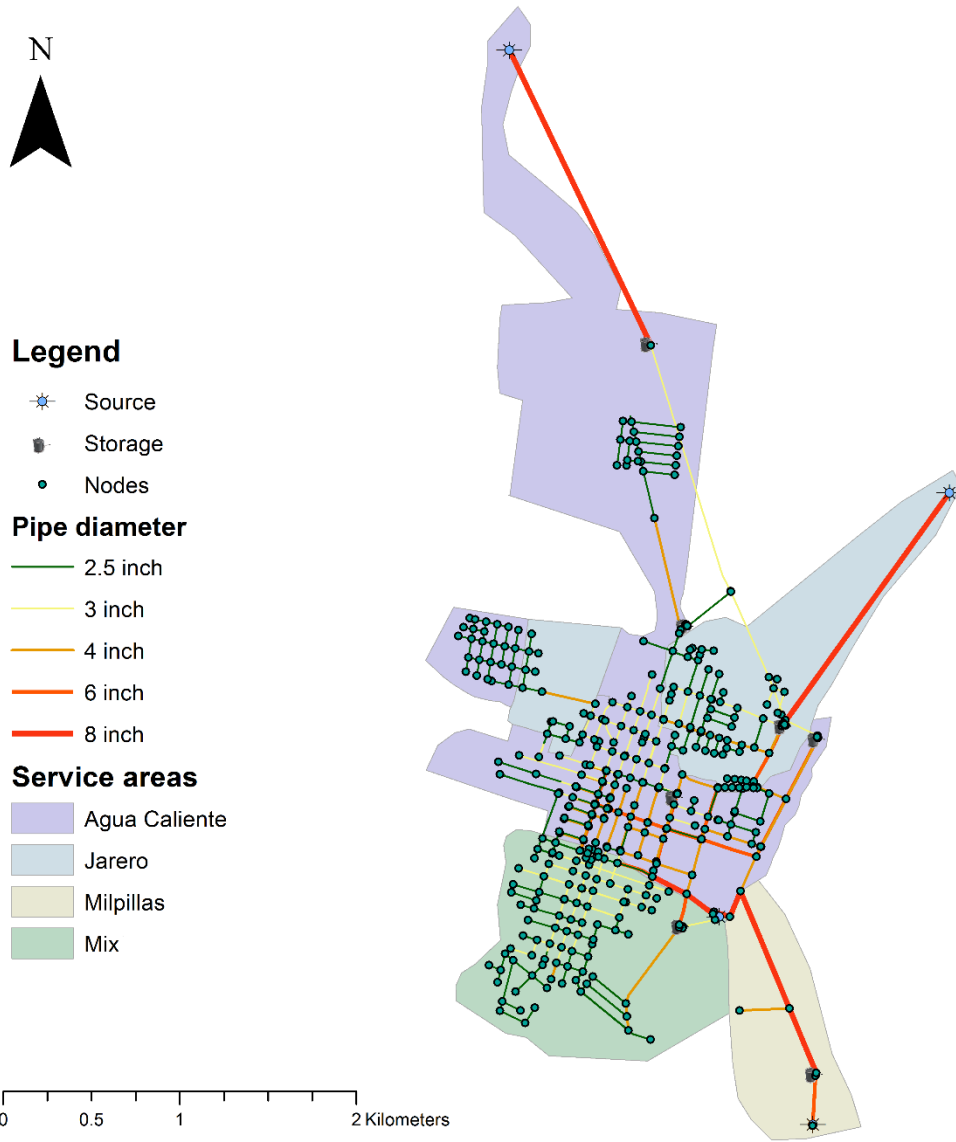 N
Legend
Source
Storage
Nodes
Pipe diameter
2.5 inch
3 inch
4 inch
6 inch
8 inch
Service areas
Agua Caliente
Jarero
Milpillas
Mix
0 0.5 1 2 Kilometers